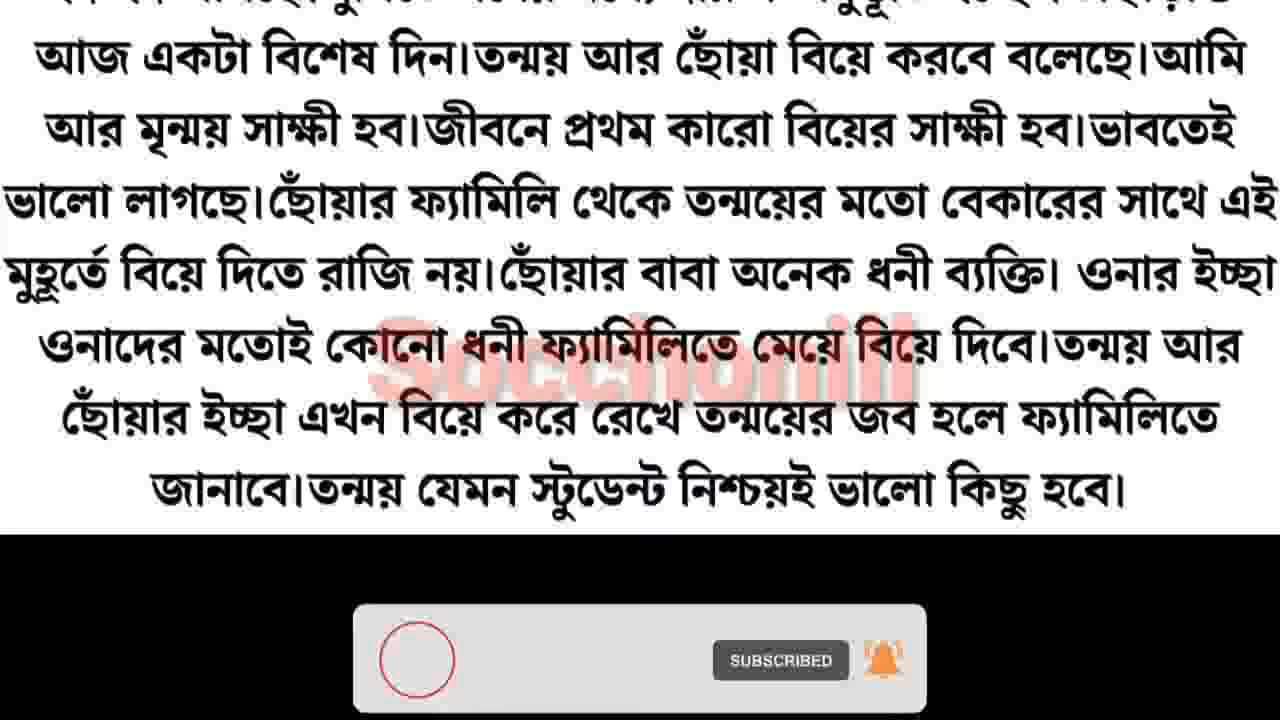 আজ একটা বিশেষ দিন।তন্ময় আর ছোঁয়া বিয়ে করবে বলেছে।আমি
আর মৃন্ময় সাক্ষী হব।জীবনে প্রথম কারো বিয়ের সাক্ষী হব।ভাবতেই
ভালো লাগছে।ছোঁয়ার ফ্যামিলি থেকে তন্ময়ের মতো বেকারের সাথে এই
মুহূর্তে বিয়ে দিতে রাজি নয়।ছোঁয়ার বাবা অনেক ধনী ব্যক্তি। ওনার ইচ্ছা
ওনাদের মতোই কোনো ধনী ফ্যামিলিতে মেয়ে বিয়ে দিবে।তন্ময় আর
Socchonill
ছোঁয়ার ইচ্ছা এখন বিয়ে করে রেখে তন্ময়ের জব হলে ফ্যামিলিতে
জানাবে।তন্ময় যেমন স্টুডেন্ট নিশ্চয়ই ভালো কিছু হবে।
SUBSCRIBED